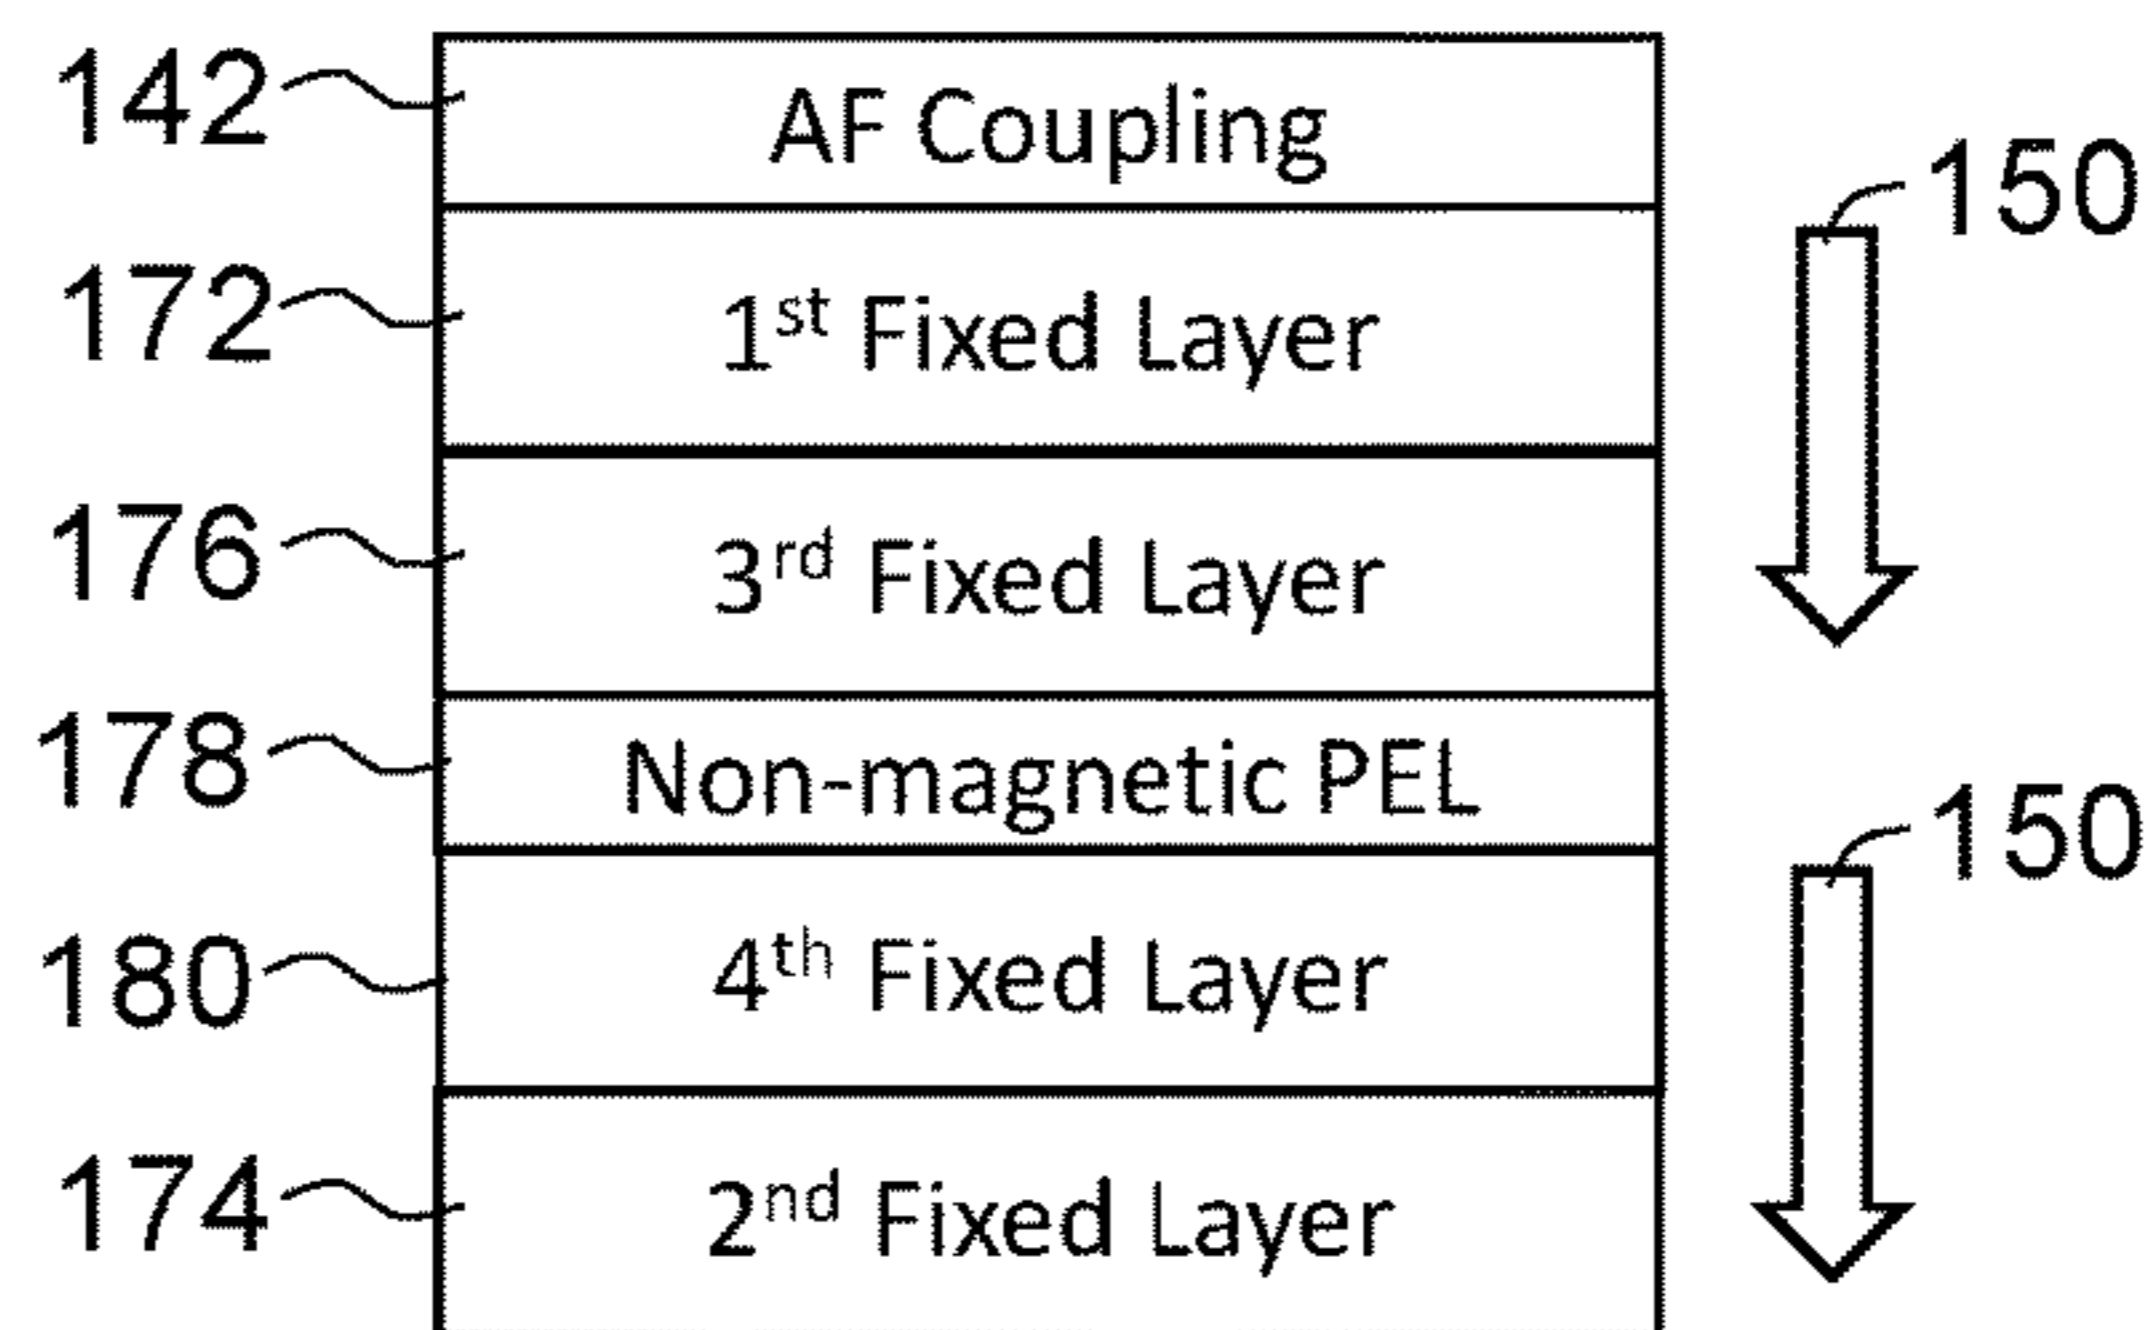 142 AF Coupling
150
172 1st Fixed Layer
176 3rd Fixed Layer
178 Non-magnetic PEL
150
180 4th Fixed Layer
174 2nd Fixed Layer